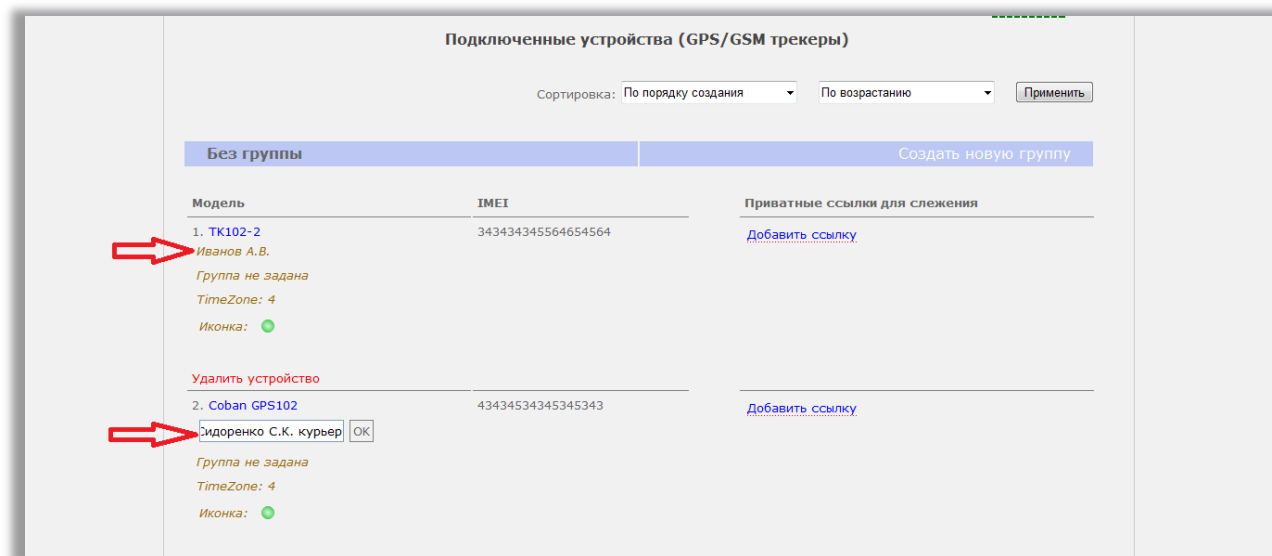 Подключенные устройства (GPS/GSM трекеры)
Сортировка: По порядку создания По возрастанию Применить
Без группы Создать новую группу
Модель IMEI Приватные ссылки для слежения
1. TK102-2 343434345564654564 Добавить ссылку
Иванов А.В.
Группа не задана
TimeZone: 4
Иконка:
Удалить устройство
2. Coban GPS102 43434534345345343 Добавить ссылку
Сидоренко С.К. курьер OK
Группа не задана
TimeZone: 4
Иконка: